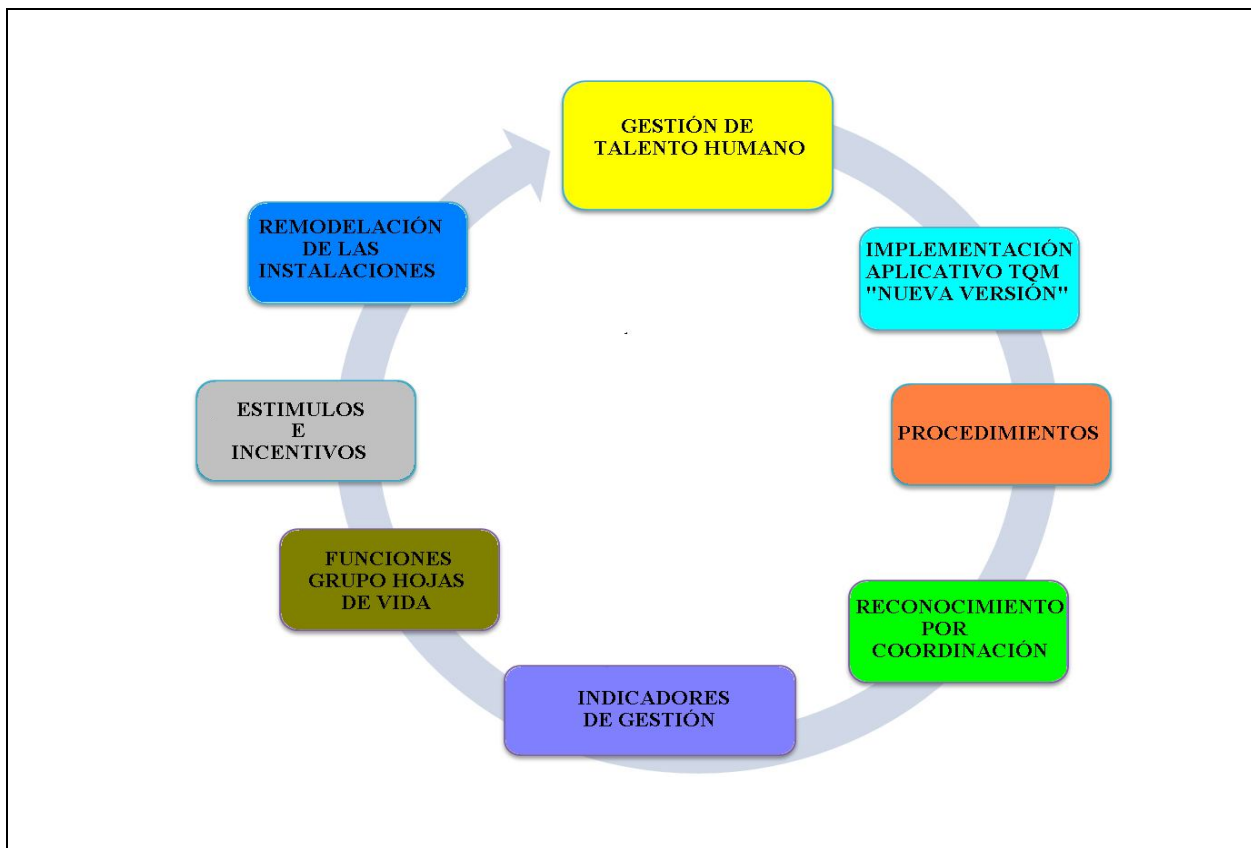 GESTIÓN DE
TALENTO HUMANO
IMPLEMENTACIÓN
APLICATIVO TQM
"NUEVA VERSIÓN"
PROCEDIMIENTOS
RECONOCIMIENTO
POR
COORDINACIÓN
INDICADORES
DE GESTIÓN
FUNCIONES
GRUPO HOJAS
DE VIDA
ESTIMULOS
E
INCENTIVOS
REMODELACIÓN
DE LAS
INSTALACIONES